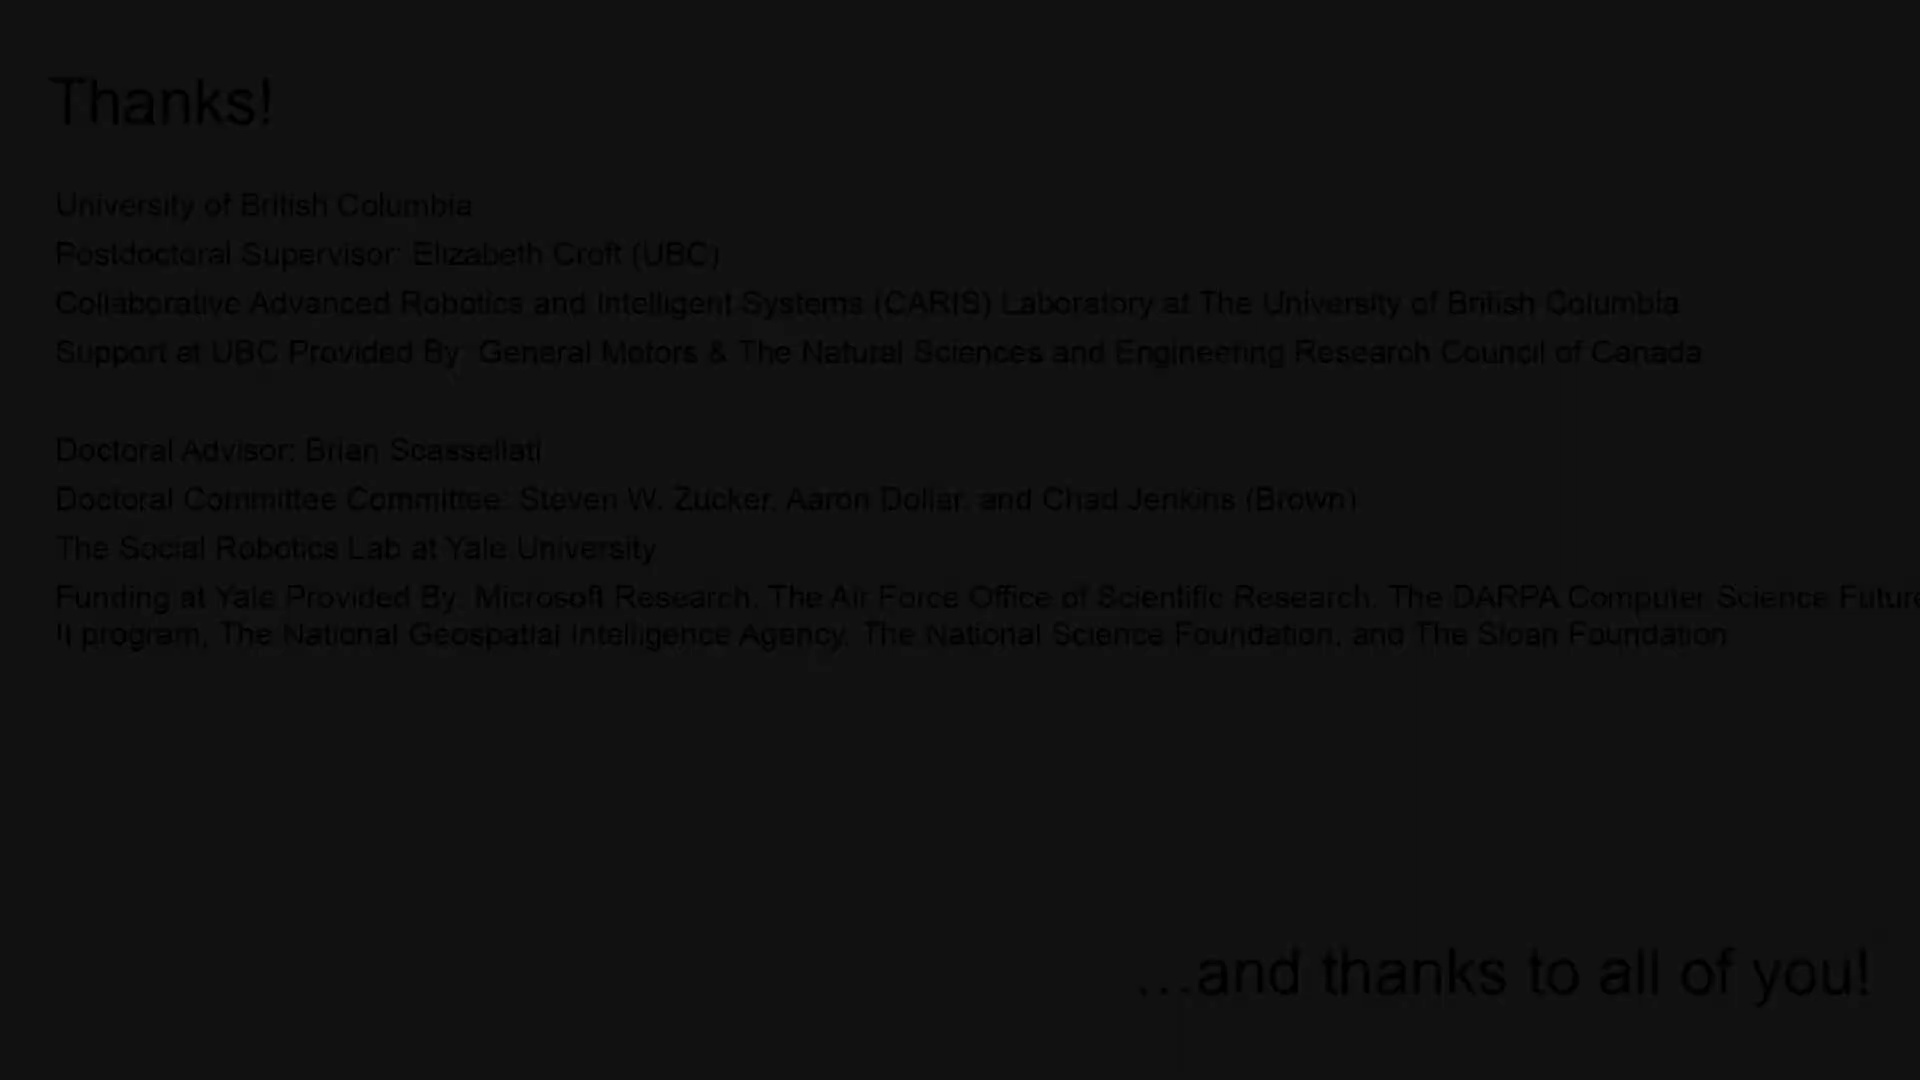 Thanks!
University of British Columbia
Postdoctoral Supervisor: Elizabeth Croft (UBC)
Collaborative Advanced Robotics and Intelligent Systems (CARIS) Laboratory at The University of British Columbia
Support at UBC Provided By: General Motors & The Natural Sciences and Engineering Research Council of Canada
Doctoral Advisor: Brian Scassellati
Doctoral Committee Committee: Steven W. Zucker, Aaron Dollar, and Chad Jenkins (Brown)
The Social Robotics Lab at Yale University
Funding at Yale Provided By: Microsoft Research, The Air Force Office of Scientific Research, The DARPA Computer Science Future
II program, The National Geospatial Intelligence Agency, The National Science Foundation, and The Sloan Foundation
...and thanks to all of you!